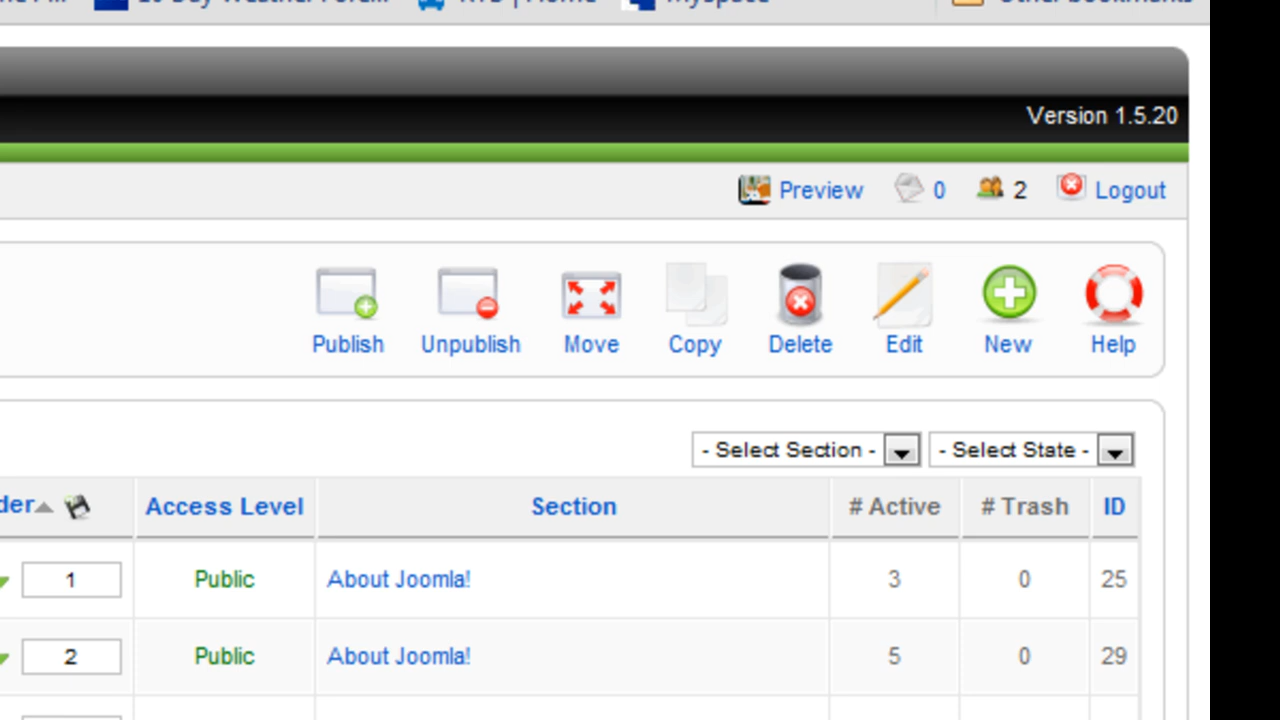 Version 1.5.20
Preview 0 2 Logout
Publish Unpublish Move Copy Delete Edit New Help
- Select Section - - Select State -
Access Level Section # Active # Trash ID
1 Public About Joomla! 3 0 25
2 Public About Joomla! 5 0 29